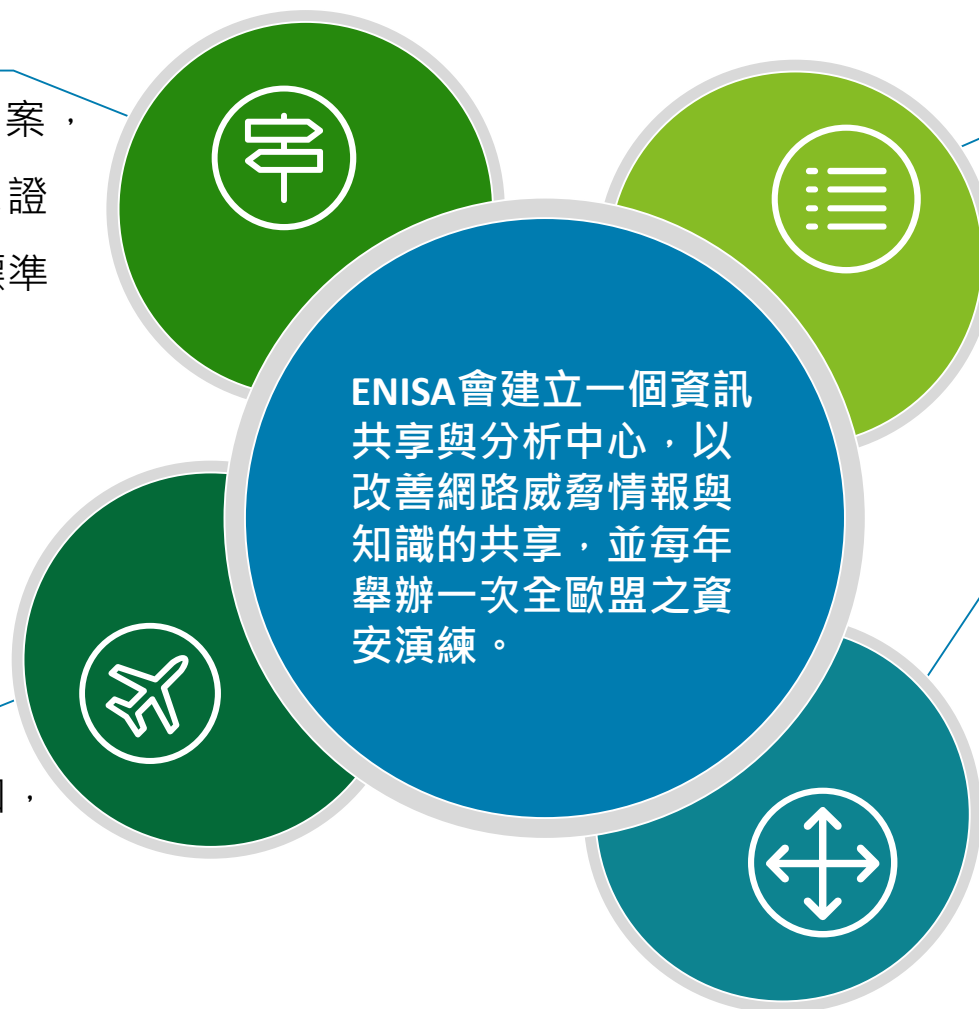 案，
證
標準
ENISA會建立一個資訊
共享與分析中心，以
改善網路威脅情報與
知識的共享，並每年
舉辦一次全歐盟之資
安演練。
，